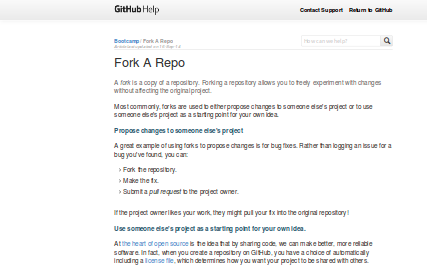 GitHub Help
Contact Support Return to GitHub
Bootcamp / Fork A Repo
How can we help?
Fork A Repo
A fork is a copy of a repository. Forking a repository allows you to freely experiment with changes
without affecting the original project.
Most commonly, forks are used to either propose changes to someone else's project or to use
someone else's project as a starting point for your own idea.
Propose changes to someone else's project
A great example of using forks to propose changes is for bug fixes. Rather than logging an issue for a
bug you've found, you can:
› Fork the repository.
› Make the fix.
› Submit a pull request to the project owner.
If the project owner likes your work, they might pull your fix into the original repository!
Use someone else's project as a starting point for your own idea.
At the heart of open source is the idea that by sharing code, we can make better, more reliable
software. In fact, when you create a repository on GitHub, you have a choice of automatically
including a license file, which determines how you want your project to be shared with others.